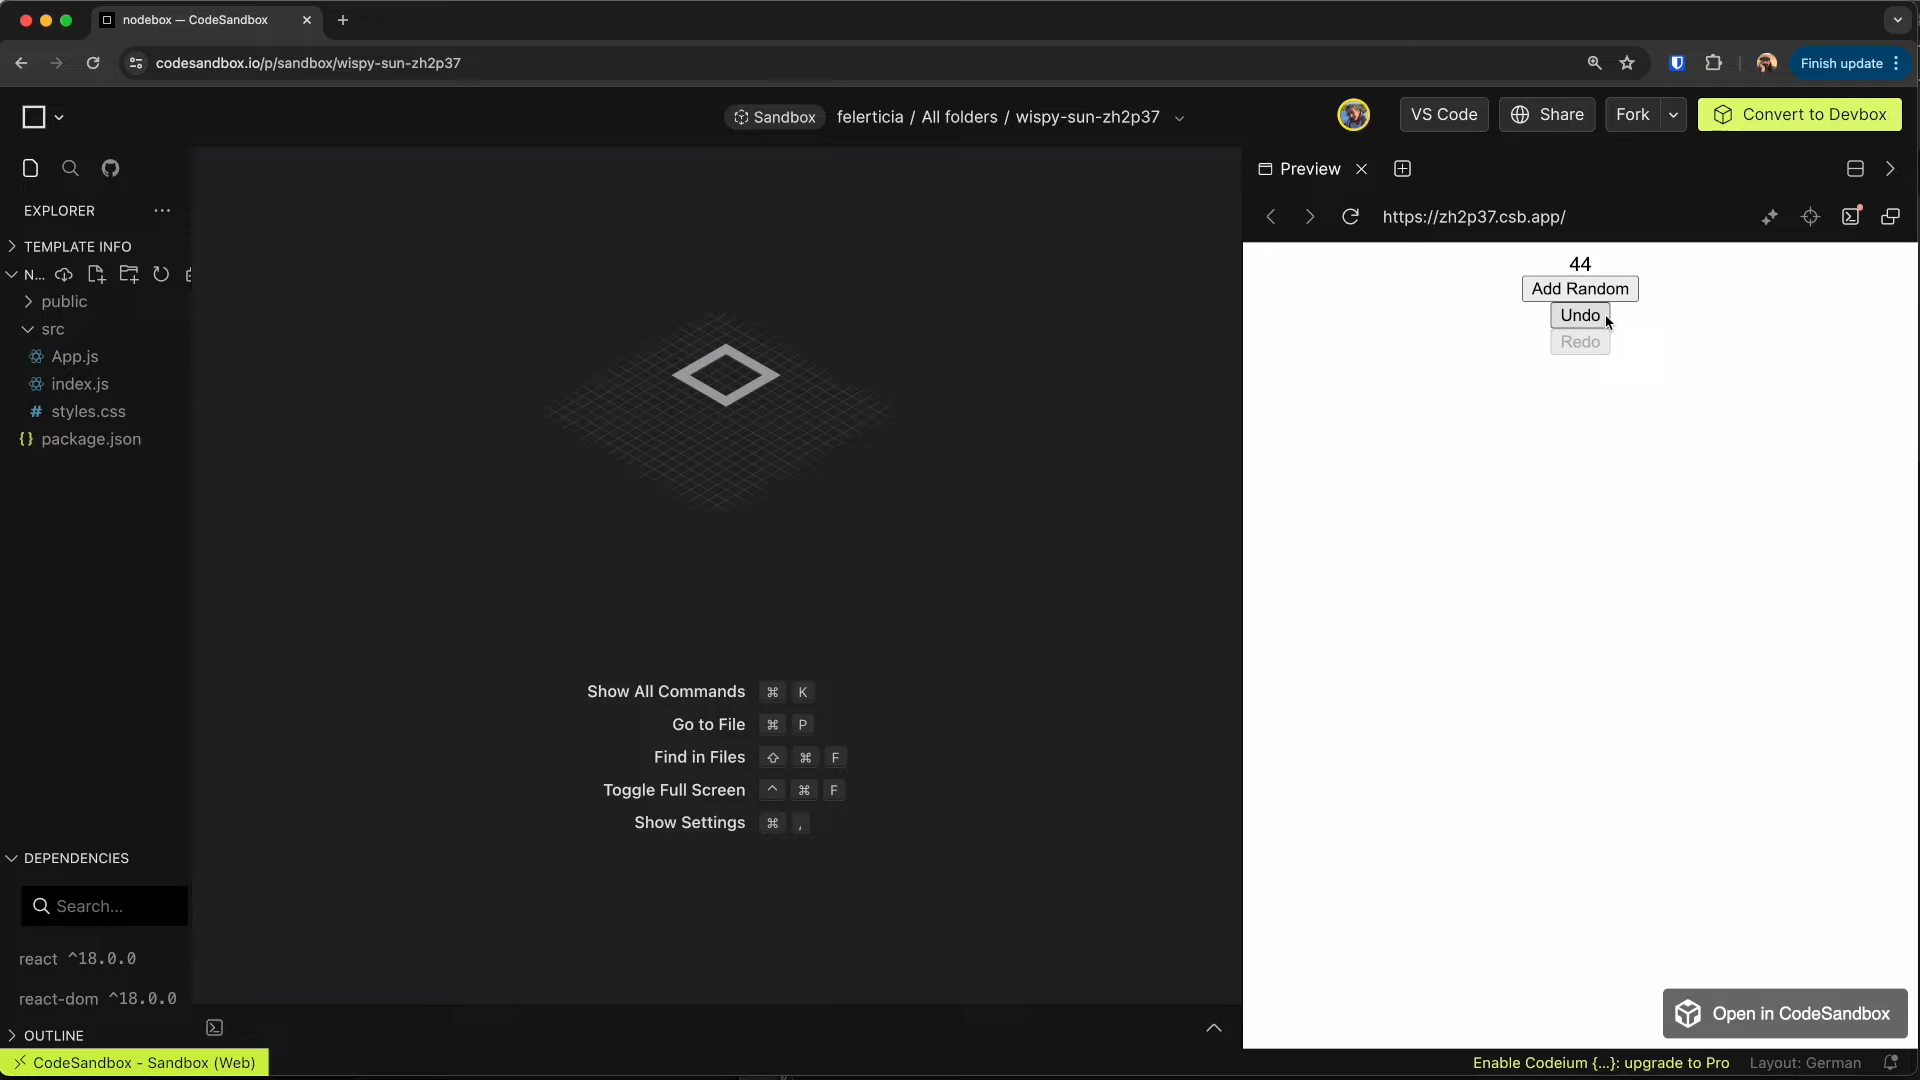 nodebox — CodeSandbox
codesandbox.io/p/sandbox/wispy-sun-zh2p37
Finish update
Sandbox felerticia / All folders / wispy-sun-zh2p37
VS Code Share Fork Convert to Devbox
Preview
https://zh2p37.csb.app/
EXPLORER
TEMPLATE INFO
N...
public
src
App.js
index.js
styles.css
package.json
44
Add Random
Undo
Redo
Show All Commands ⌘ K
Go to File ⌘ P
Find in Files ⇧ ⌘ F
Toggle Full Screen ^ ⌘ F
Show Settings ⌘ ,
DEPENDENCIES
Search...
react ^18.0.0
react-dom ^18.0.0
OUTLINE
Open in CodeSandbox
CodeSandbox - Sandbox (Web)
Enable Codeium {...}: upgrade to Pro Layout: German